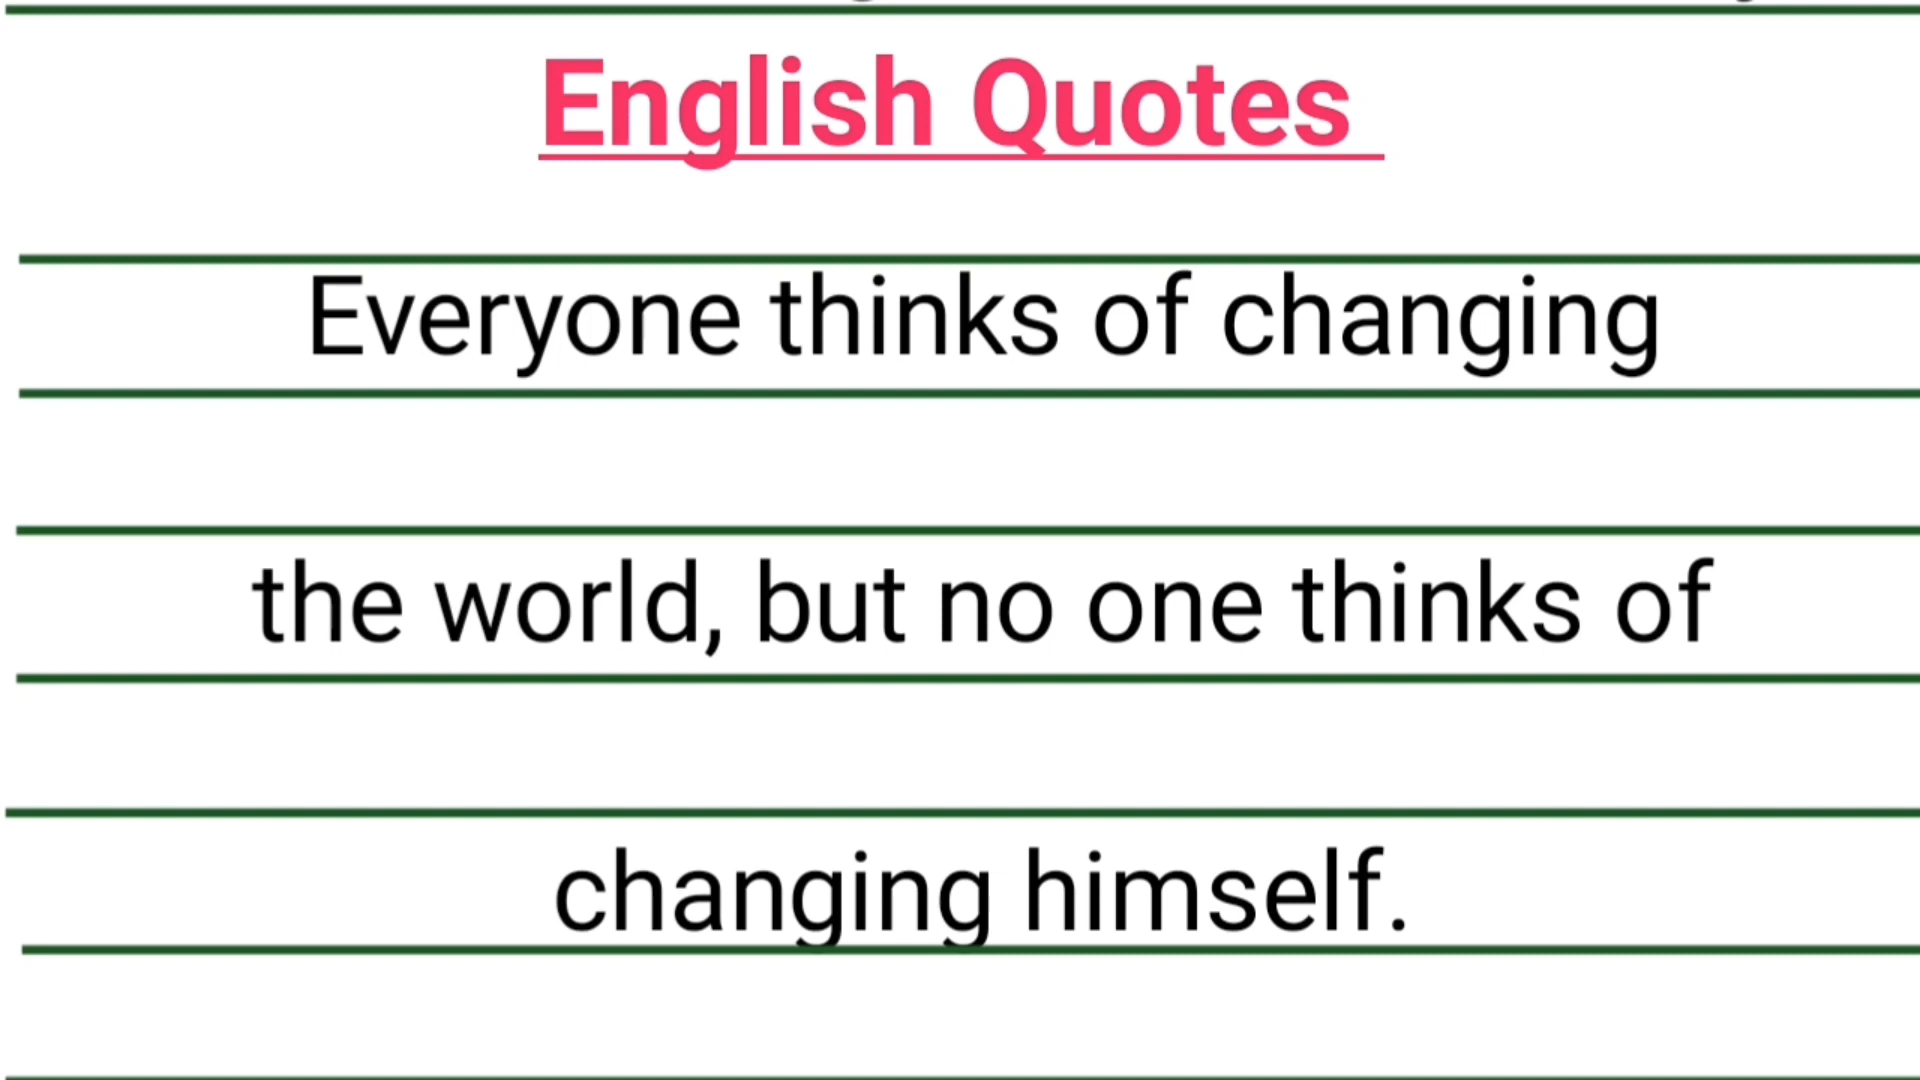 English Quotes
Everyone thinks of changing
the world, but no one thinks of
changing himself.